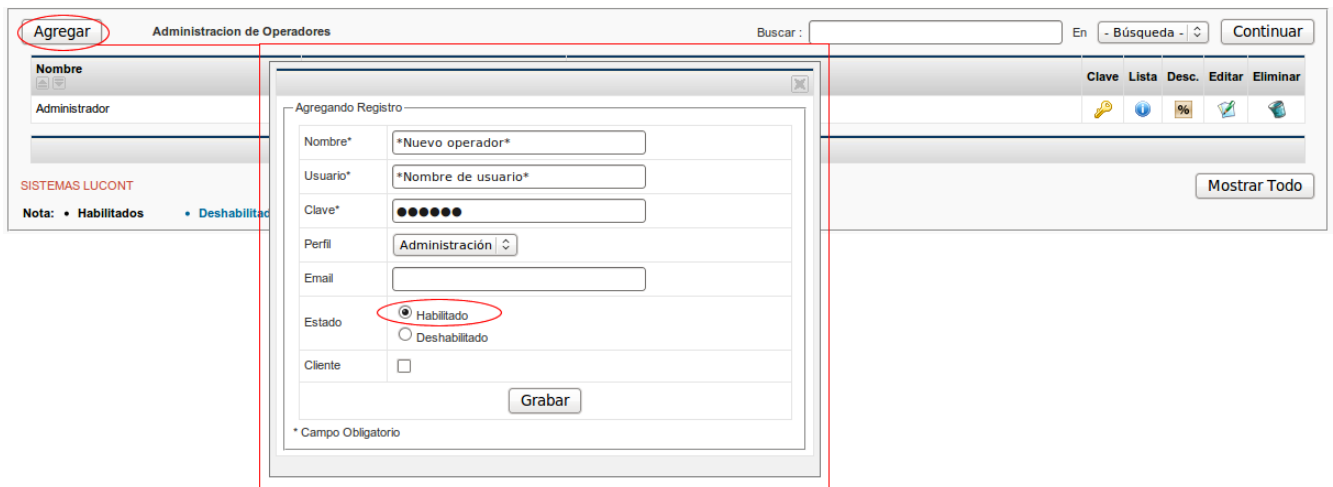 Agregar Administracion de Operadores Buscar : En - Búsqueda - Continuar
Nombre Clave Lista Desc. Editar Eliminar
Administrador %
SISTEMAS LUCONT Mostrar Todo
Nota: • Habilitados • Deshabilitad
Agregando Registro
Nombre* *Nuevo operador*
Usuario* *Nombre de usuario*
Clave* ●●●●●●
Perfil Administración
Email
Estado Habilitado
Deshabilitado
Cliente
Grabar
* Campo Obligatorio